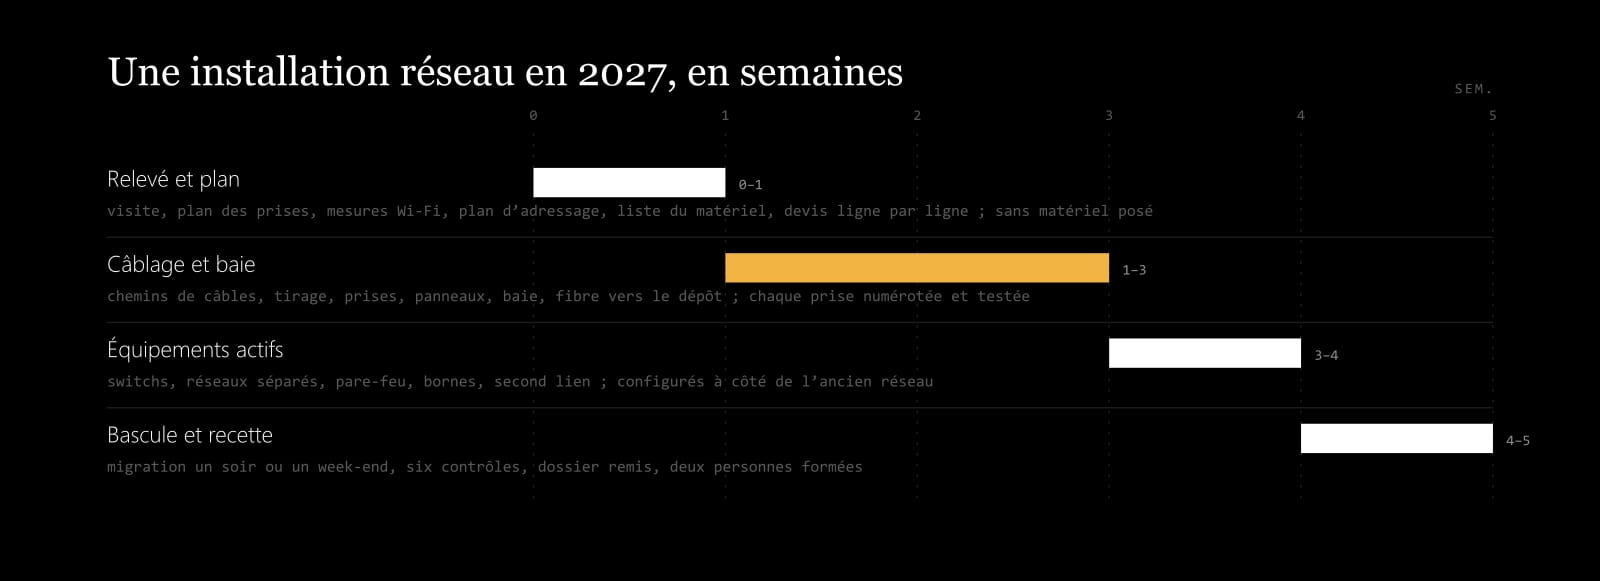 Une installation réseau en 2027, en semaines
SEM.
0 1 2 3 4 5
Relevé et plan
0–1
visite, plan des prises, mesures Wi-Fi, plan d’adressage, liste du matériel, devis ligne par ligne ; sans matériel posé
Câblage et baie
1–3
chemins de câbles, tirage, prises, panneaux, baie, fibre vers le dépôt ; chaque prise numérotée et testée
Équipements actifs
3–4
switchs, réseaux séparés, pare-feu, bornes, second lien ; configurés à côté de l’ancien réseau
Bascule et recette
4–5
migration un soir ou un week-end, six contrôles, dossier remis, deux personnes formées